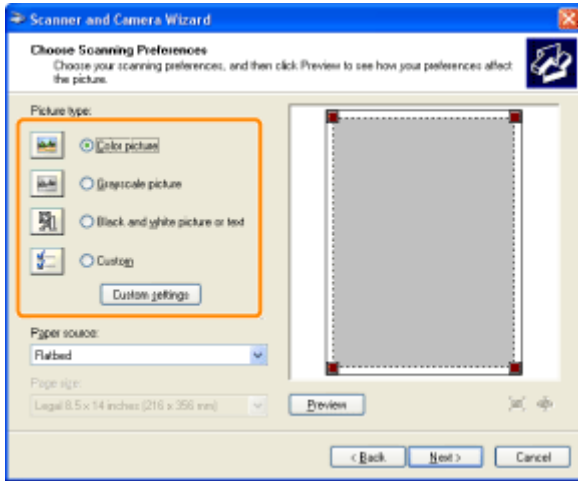 Scanner and Camera Wizard
Choose Scanning Preferences
Choose your scanning preferences, and then click Preview to see how your preferences affect
the picture.
Picture type:
Color picture
Grayscale picture
Black and white picture or text
Custom
Custom settings
Paper source:
Flatbed
Page size:
Legal 8.5 x 14 inches (216 x 356 mm)
Preview
< Back
Next >
Cancel